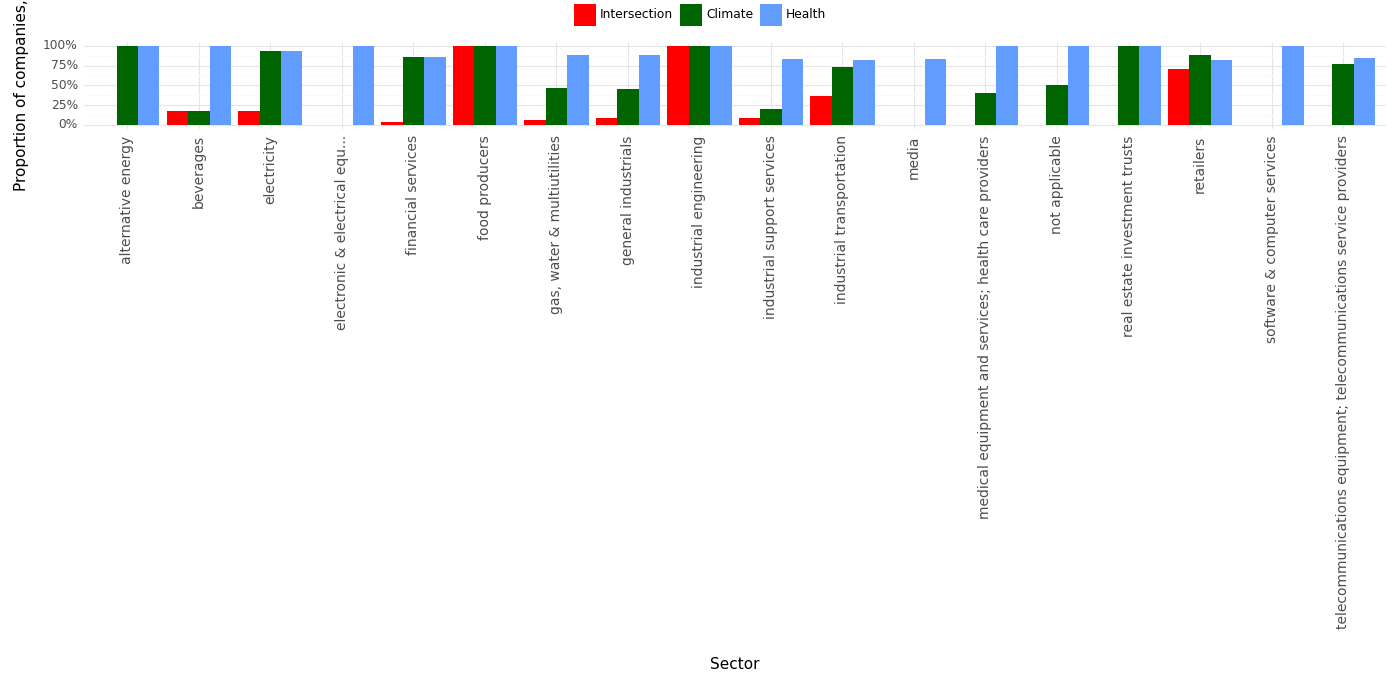 Intersection Climate Health
Proportion of companies,
100%
75%
50%
25%
0%
alternative energy
beverages
electricity
electronic & electrical equ...
financial services
food producers
gas, water & multiutilities
general industrials
industrial engineering
industrial support services
industrial transportation
media
medical equipment and services; health care providers
not applicable
real estate investment trusts
retailers
software & computer services
telecommunications equipment; telecommunications service providers
Sector